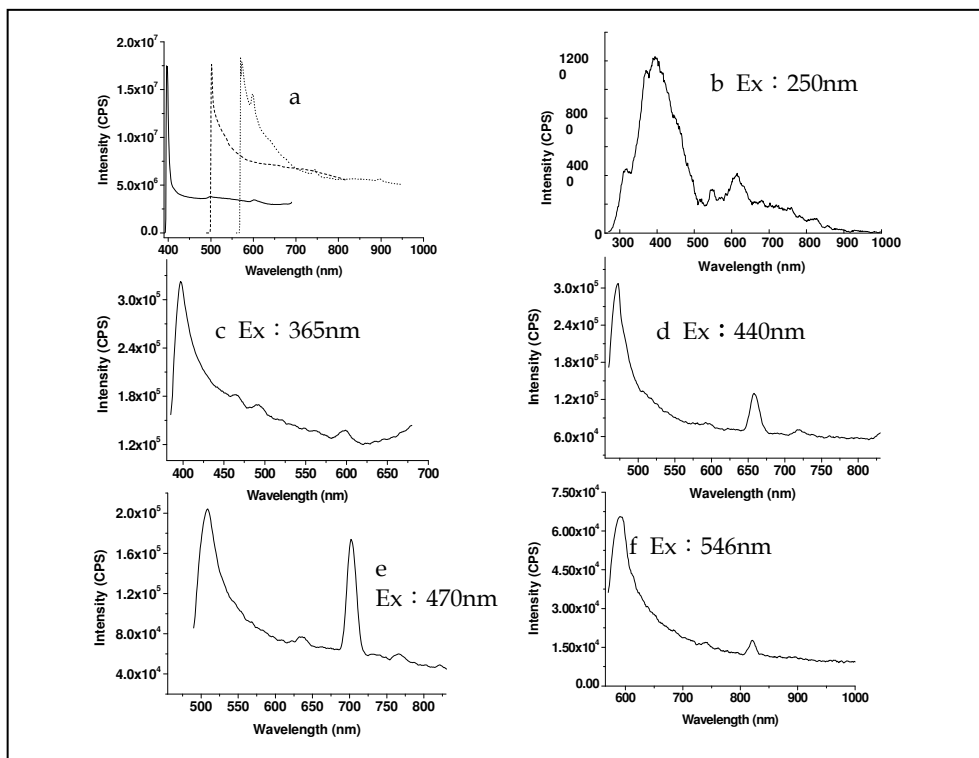 2.0x10⁷
1.5x10⁷
1.0x10⁷
5.0x10⁶
0.0
Intensity (CPS)
a
400 500 600 700 800 900 1000
Wavelength (nm)
1200
0
800
0
400
0
0
Intensity (CPS)
b Ex：250nm
300 400 500 600 700 800 900 1000
Wavelength (nm)
3.0x10⁵
2.4x10⁵
1.8x10⁵
1.2x10⁵
Intensity (CPS)
c Ex：365nm
400 450 500 550 600 650 700
Wavelength (nm)
3.0x10⁵
2.4x10⁵
1.8x10⁵
1.2x10⁵
6.0x10⁴
Intensity (CPS)
d Ex：440nm
500 550 600 650 700 750 800
Wavelength (nm)
2.0x10⁵
1.6x10⁵
1.2x10⁵
8.0x10⁴
4.0x10⁴
Intensity (CPS)
e
Ex：470nm
500 550 600 650 700 750 800
Wavelength (nm)
7.50x10⁴
6.00x10⁴
4.50x10⁴
3.00x10⁴
1.50x10⁴
0.00
Intensity (CPS)
f Ex：546nm
600 700 800 900 1000
Wavelength (nm)